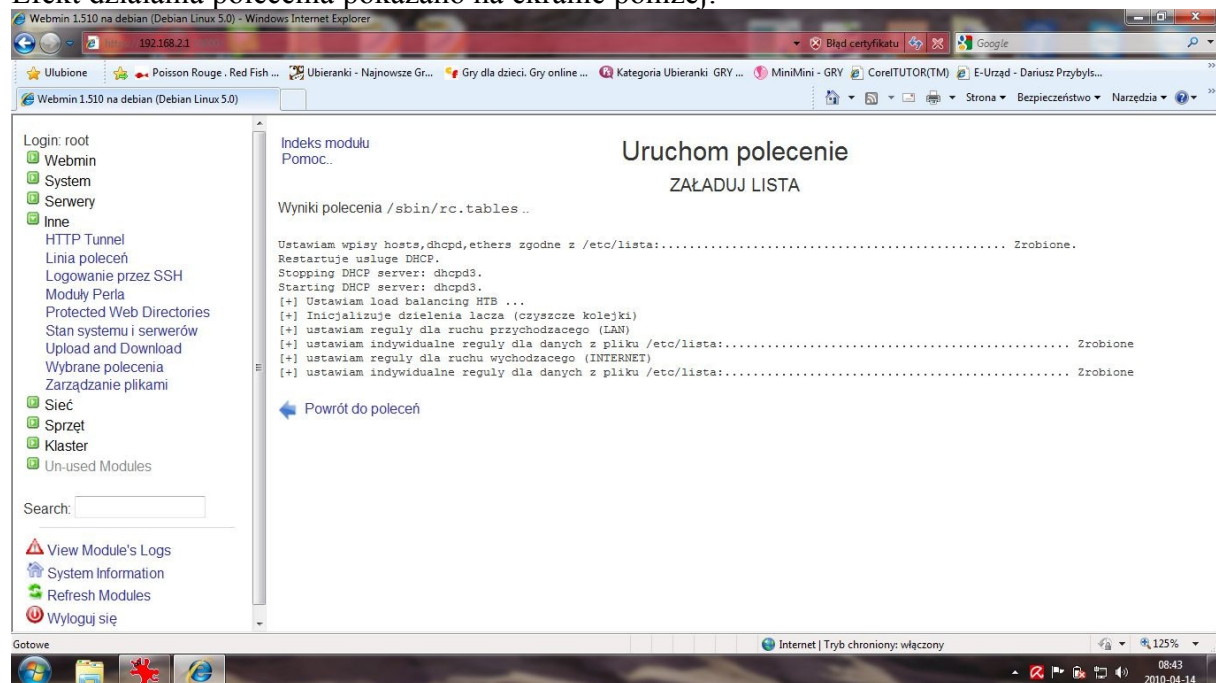 Efekt działania polecenia pokazano na ekranie poniżej:
Webmin 1.510 na debian (Debian Linux 5.0) - Windows Internet Explorer
192.168.2.1
Błąd certyfikatu
Google
Ulubione
Poisson Rouge . Red Fish ...
Ubieranki - Najnowsze Gr...
Gry dla dzieci. Gry online ...
Kategoria Ubieranki GRY ...
MiniMini - GRY
CorelTUTOR(TM)
E-Urząd - Dariusz Przybyls...
Webmin 1.510 na debian (Debian Linux 5.0)
Strona
Bezpieczeństwo
Narzędzia
Login: root
Webmin
System
Serwery
Inne
HTTP Tunnel
Linia poleceń
Logowanie przez SSH
Moduły Perla
Protected Web Directories
Stan systemu i serwerów
Upload and Download
Wybrane polecenia
Zarządzanie plikami
Sieć
Sprzęt
Klaster
Un-used Modules
Search:
View Module's Logs
System Information
Refresh Modules
Wyloguj się
Indeks modułu
Pomoc..
Uruchom polecenie
ZAŁADUJ LISTA
Wyniki polecenia /sbin/rc.tables ..
Ustawiam wpisy hosts,dhcpd,ethers zgodne z /etc/lista:.................................................. Zrobione.
Restartuje usluge DHCP.
Stopping DHCP server: dhcpd3.
Starting DHCP server: dhcpd3.
[+] Ustawiam load balancing HTB ...
[+] Inicjalizuje dzielenia lacza (czyszcze kolejki)
[+] ustawiam reguly dla ruchu przychodzacego (LAN)
[+] ustawiam indywidualne reguly dla danych z pliku /etc/lista:.................................................. Zrobione
[+] ustawiam reguly dla ruchu wychodzacego (INTERNET)
[+] ustawiam indywidualne reguly dla danych z pliku /etc/lista:.................................................. Zrobione
Powrót do poleceń
Gotowe
Internet | Tryb chroniony: włączony
125%
08:43
2010-04-14